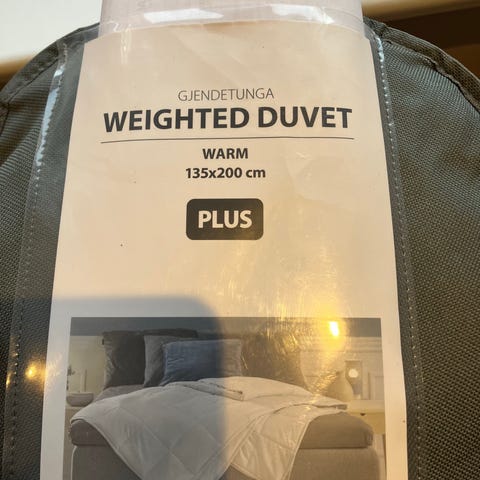 GJENDETUNGA
WEIGHTED DUVET
WARM
135x200 cm
PLUS